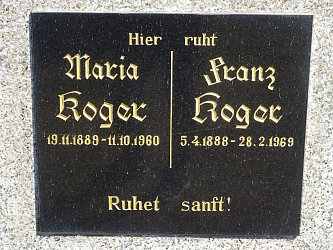 Hier ruht
Maria Franz
Koger Koger
19.11.1889-11.10.1960 5.4.1888-28.2.1969
Ruhet sanft!